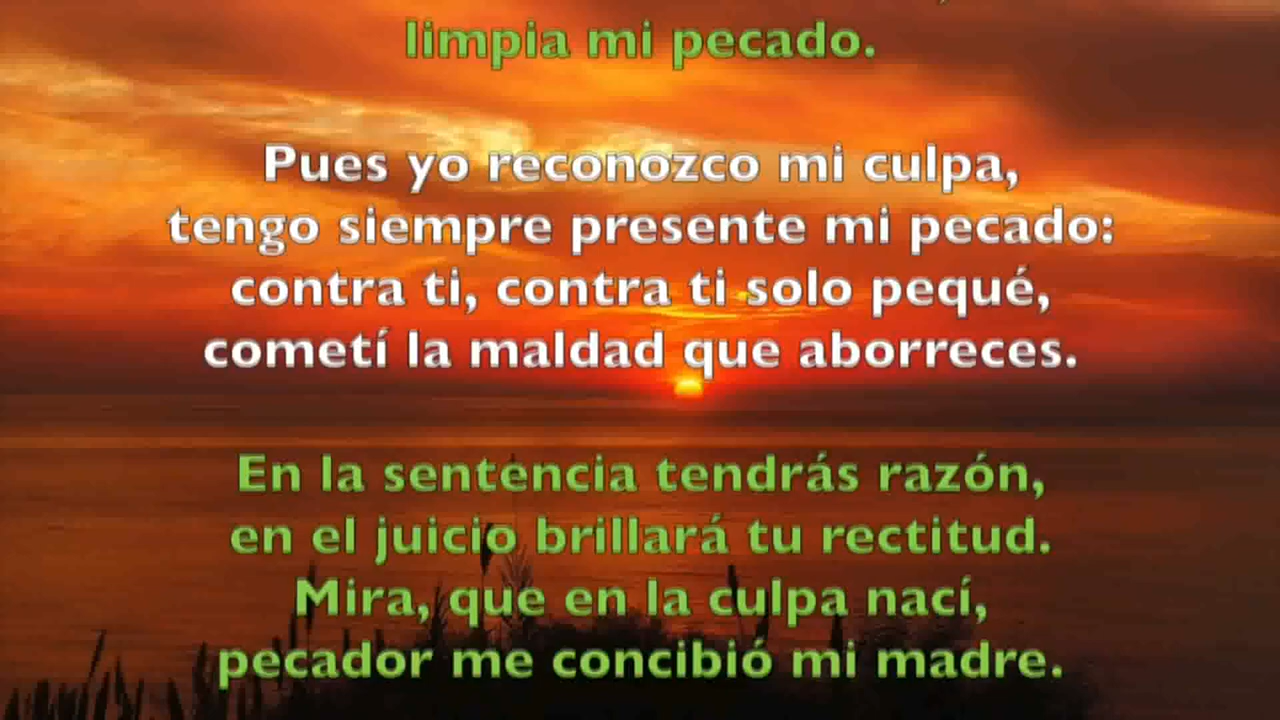 limpia mi pecado.
Pues yo reconozco mi culpa,
tengo siempre presente mi pecado:
contra ti, contra ti solo pequé,
cometí la maldad que aborreces.
En la sentencia tendrás razón,
en el juicio brillará tu rectitud.
Mira, que en la culpa nací,
pecador me concibió mi madre.